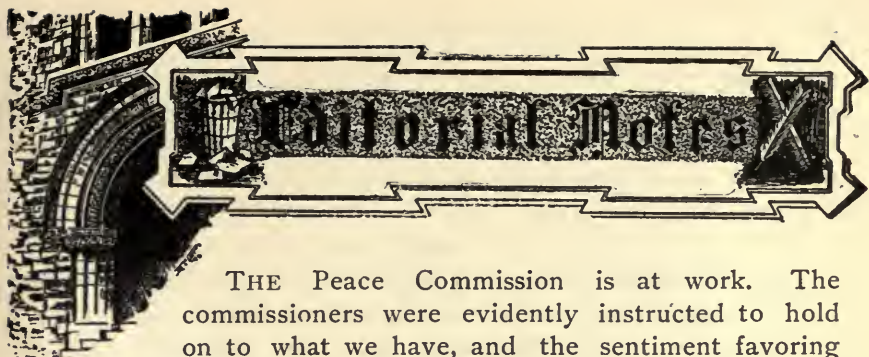 Editorial Notes
THE Peace Commission is at work. The
commissioners were evidently instructed to hold
on to what we have, and the sentiment favoring